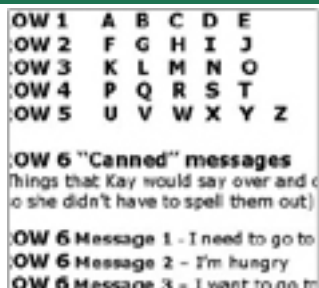 OW 1 A B C D E
OW 2 F G H I J
OW 3 K L M N O
OW 4 P Q R S T
OW 5 U V W X Y Z
OW 6 "Canned" messages
Things that Kay would say over and
o she didn't have to spell them out)
OW 6 Message 1 - I need to go to
OW 6 Message 2 - I'm hungry
OW 6 Message 3 - I want to go